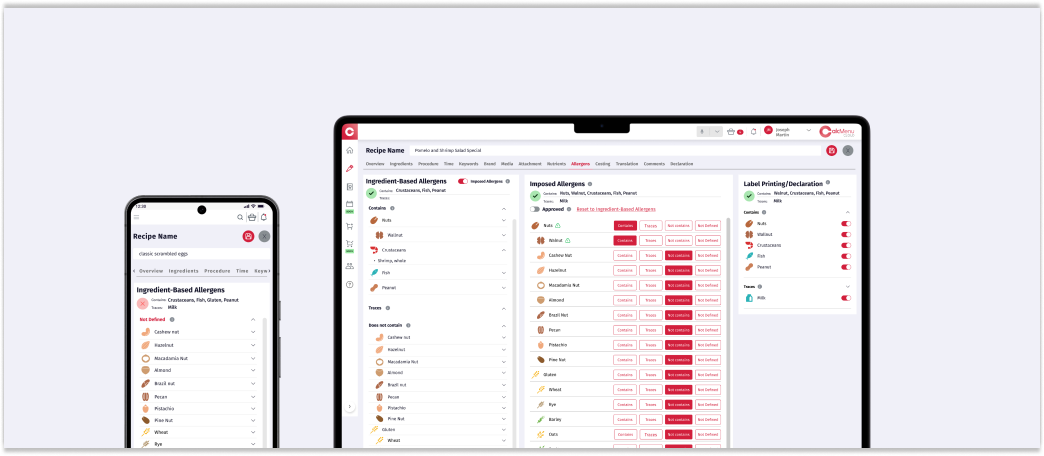 10:30
Recipe Name
classic scrambled eggs
Overview Ingredients Procedure Time Keyw
Ingredient-Based Allergens
Contains: Crustaceans, Fish, Gluten, Peanut
Traces: Milk
Not Defined
Cashew nut
Hazelnut
Macadamia Nut
Almond
Brazil nut
Pecan
Pistachio
Pine Nut
Wheat
Rye
Joseph Martin
CalcMenu
Recipe Name Pomelo and Shrimp Salad Special
Overview Ingredients Procedure Time Keywords Brand Media Attachment Nutrients Allergens Costing Translation Comments Declaration
Ingredient-Based Allergens
Imposed Allergens
Contains: Crustaceans, Fish, Peanut
Traces:
Contains
Nuts
Walnut
Crustaceans
• Shrimp, whole
Fish
Peanut
Traces
Does not contain
Cashew nut
Hazelnut
Macadamia Nut
Almond
Brazil nut
Pecan
Pistachio
Pine Nut
Gluten
Wheat
Imposed Allergens
Contains: Nuts, Walnut, Crustaceans, Fish, Peanut
Traces: Milk
Approved Reset to Ingredient-Based Allergens
Nuts Contains Traces Not contains Not Defined
Walnut Contains Traces Not contains Not Defined
Cashew Nut Contains Traces Not contains Not Defined
Hazelnut Contains Traces Not contains Not Defined
Macadamia Nut Contains Traces Not contains Not Defined
Almond Contains Traces Not contains Not Defined
Brazil Nut Contains Traces Not contains Not Defined
Pecan Contains Traces Not contains Not Defined
Pistachio Contains Traces Not contains Not Defined
Pine Nut Contains Traces Not contains Not Defined
Gluten Contains Traces Not contains Not Defined
Wheat Contains Traces Not contains Not Defined
Rye Contains Traces Not contains Not Defined
Barley Contains Traces Not contains Not Defined
Oats Contains Traces Not contains Not Defined
Label Printing/Declaration
Contains: Walnut, Crustaceans, Fish, Peanut
Traces: Milk
Contains
Nuts
Walnut
Crustaceans
Fish
Peanut
Traces
Milk